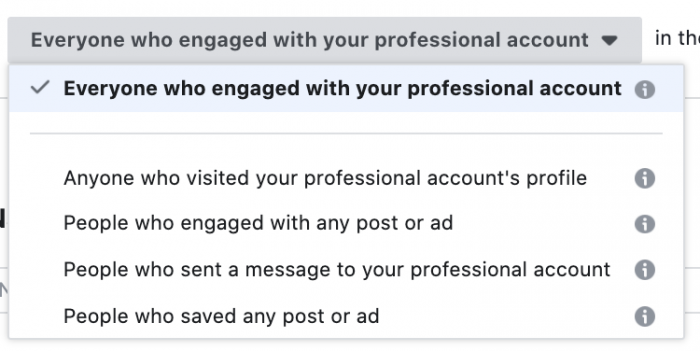 Everyone who engaged with your professional account in the
Everyone who engaged with your professional account
Anyone who visited your professional account's profile
People who engaged with any post or ad
People who sent a message to your professional account
People who saved any post or ad